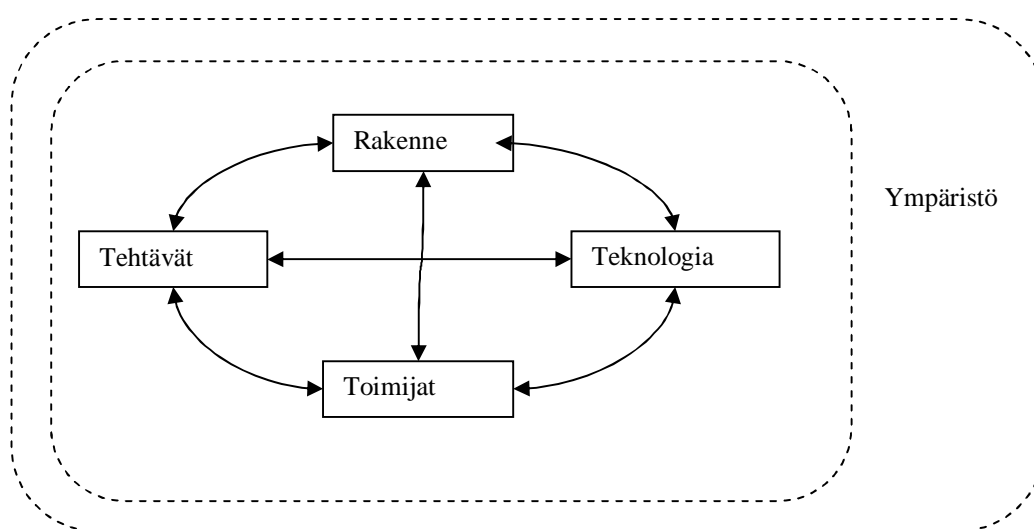 Rakenne
Ympäristö
Tehtävät
Teknologia
Toimijat